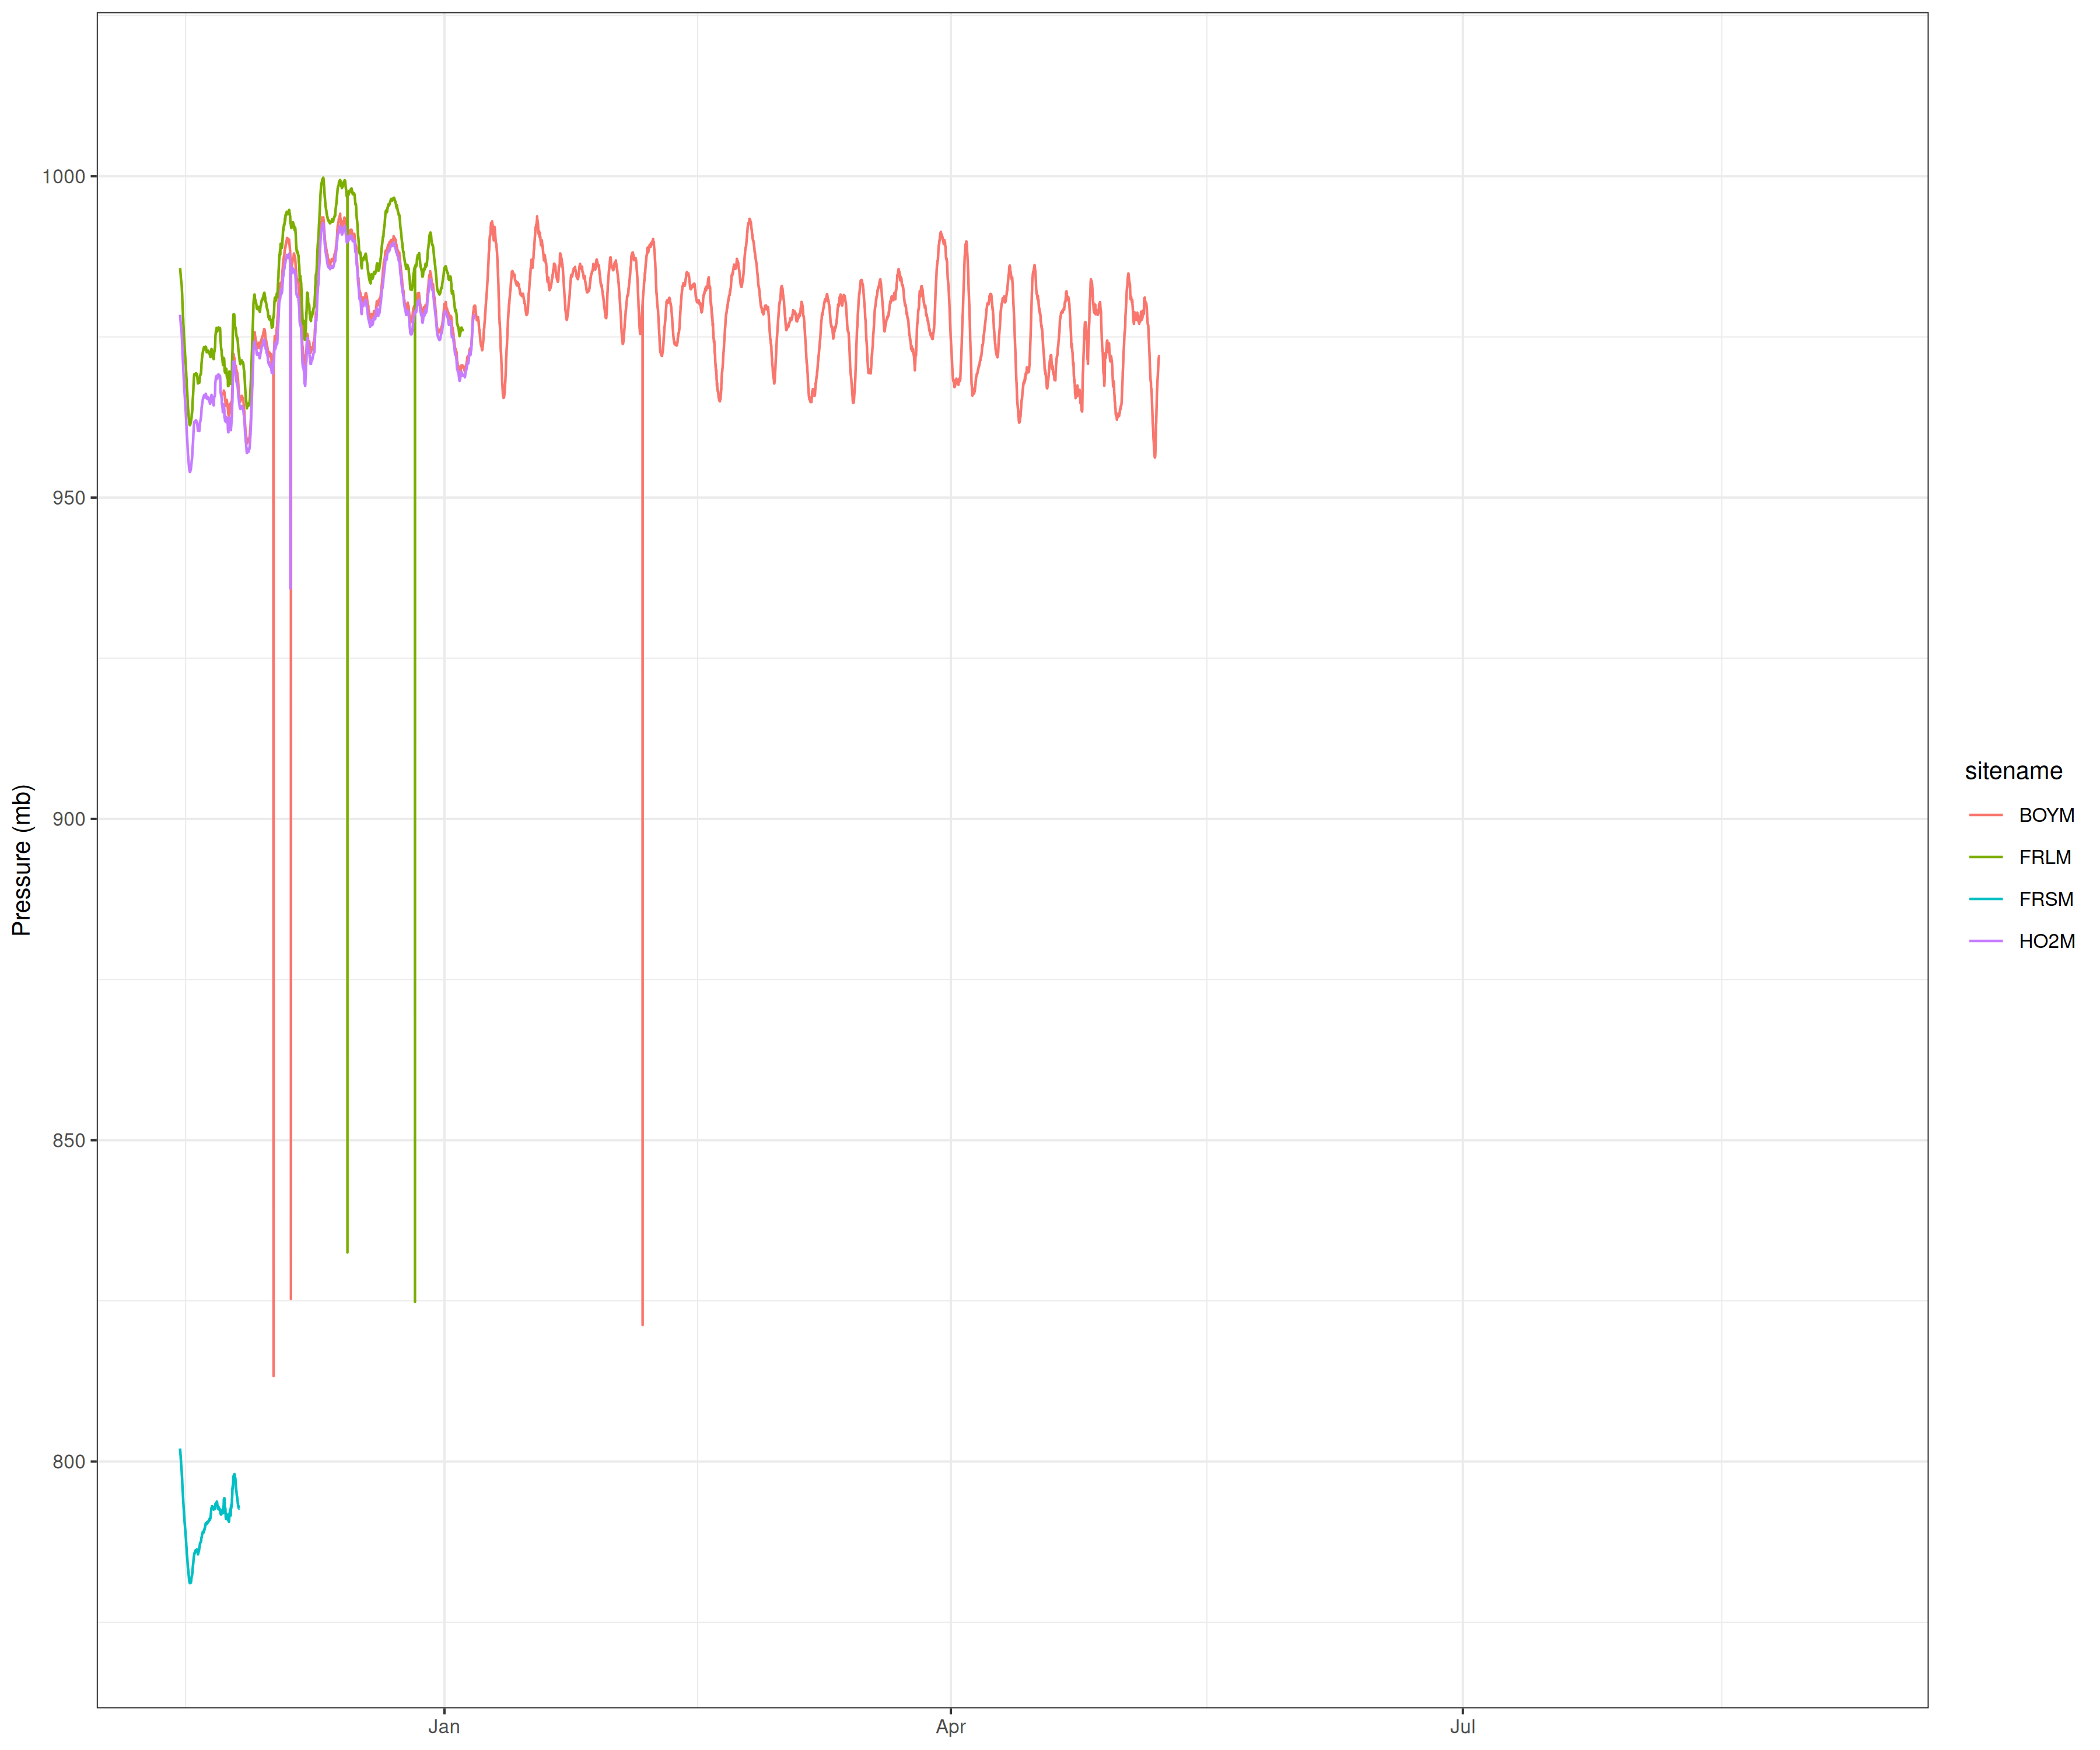 Pressure (mb)
1000
950
900
850
800
Jan
Apr
Jul
sitename
BOYM
FRLM
FRSM
HO2M